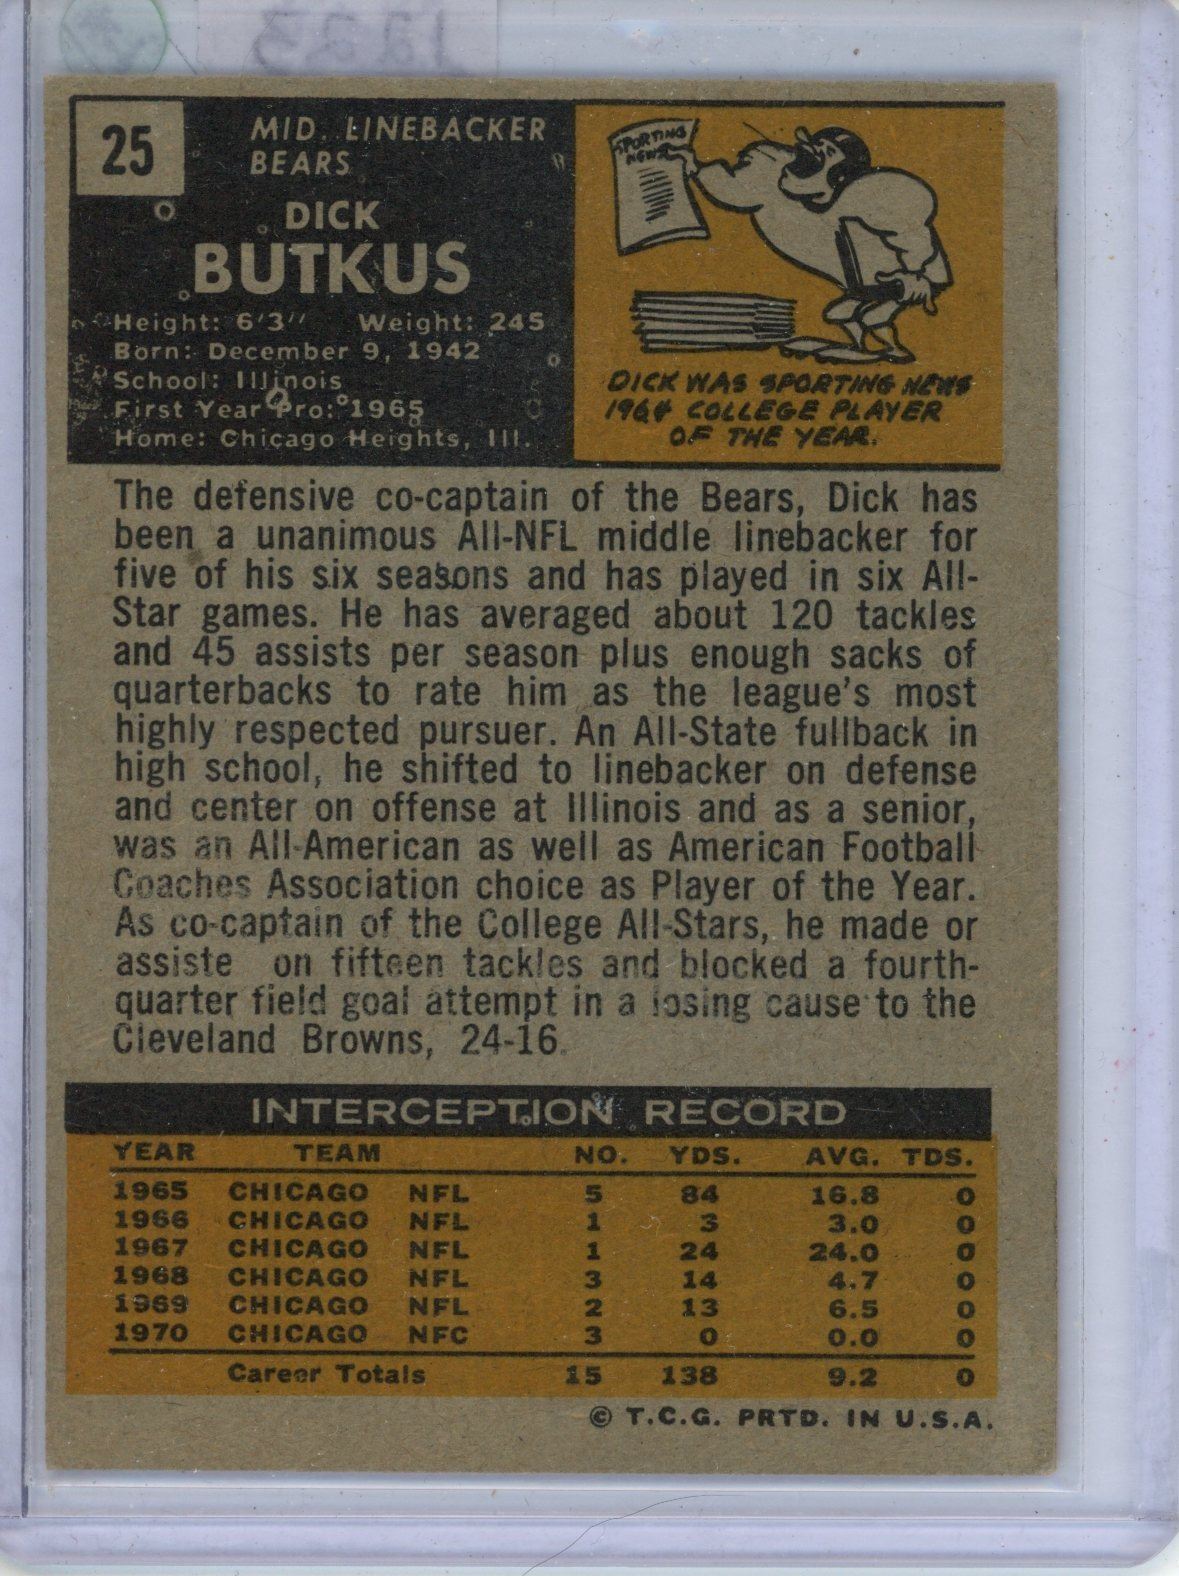 25
MID. LINEBACKER
BEARS
DICK
BUTKUS
Height: 6'3" Weight: 245
Born: December 9, 1942
School: Illinois
First Year Pro: 1965
Home: Chicago Heights, Ill.
SPORTING
NEWS
DICK WAS SPORTING NEWS
1964 COLLEGE PLAYER
OF THE YEAR.
The defensive co-captain of the Bears, Dick has
been a unanimous All-NFL middle linebacker for
five of his six seasons and has played in six All-
Star games. He has averaged about 120 tackles
and 45 assists per season plus enough sacks of
quarterbacks to rate him as the league's most
highly respected pursuer. An All-State fullback in
high school, he shifted to linebacker on defense
and center on offense at Illinois and as a senior,
was an All-American as well as American Football
Coaches Association choice as Player of the Year.
As co-captain of the College All-Stars, he made or
assiste on fifteen tackles and blocked a fourth-
quarter field goal attempt in a losing cause to the
Cleveland Browns, 24-16.
INTERCEPTION RECORD
YEAR TEAM NO. YDS. AVG. TDS.
1965 CHICAGO NFL 5 84 16.8 0
1966 CHICAGO NFL 1 3 3.0 0
1967 CHICAGO NFL 1 24 24.0 0
1968 CHICAGO NFL 3 14 4.7 0
1969 CHICAGO NFL 2 13 6.5 0
1970 CHICAGO NFC 3 0 0.0 0
Career Totals 15 138 9.2 0
© T.C.G. PRTD. IN U.S.A.